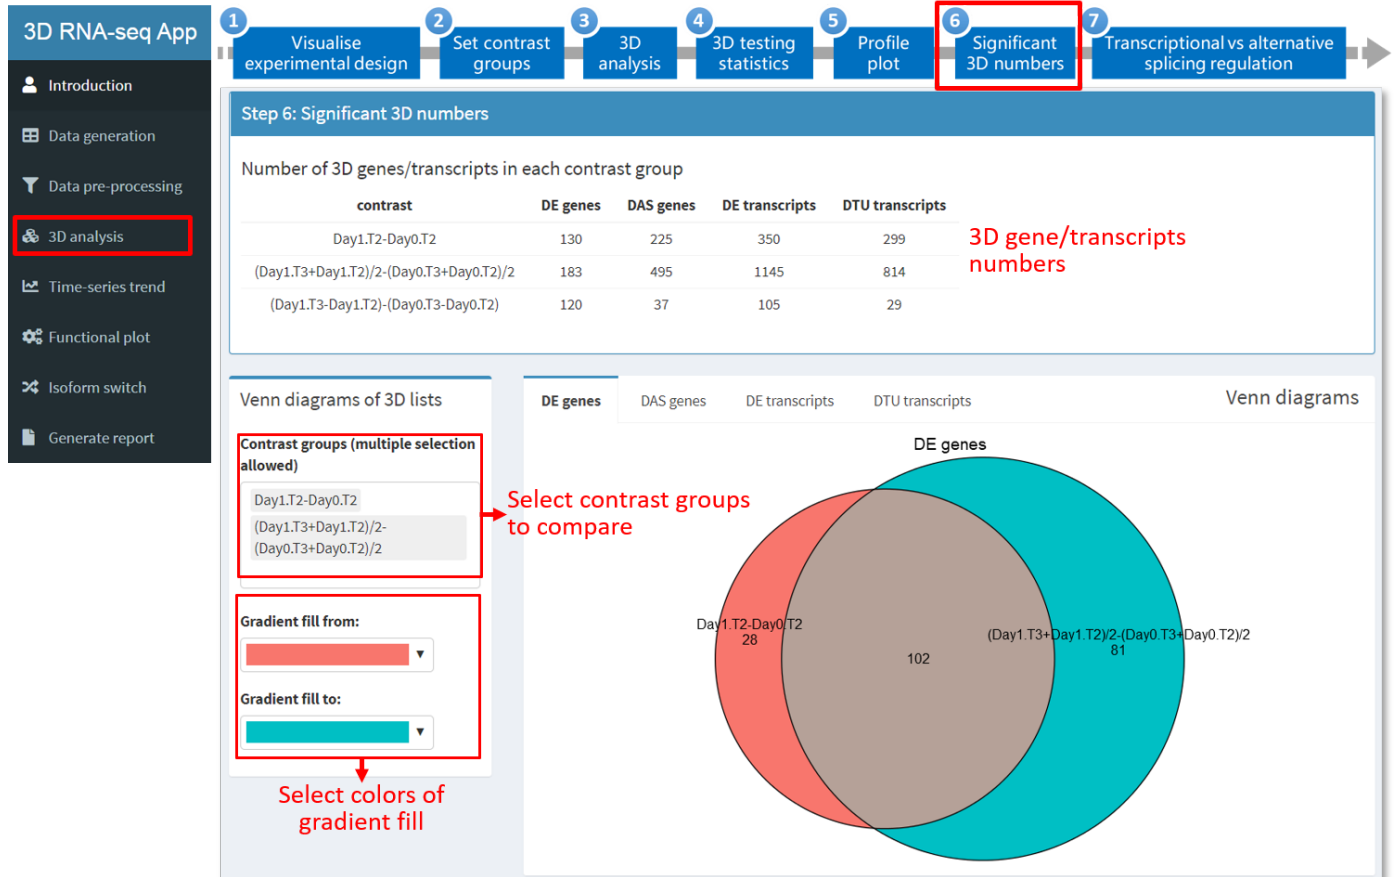 3D RNA-seq App
Introduction
Data generation
Data pre-processing
3D analysis
Time-series trend
Functional plot
Isoform switch
Generate report
1
Visualise
experimental design
2
Set contrast
groups
3
3D
analysis
4
3D testing
statistics
5
Profile
plot
6
Significant
3D numbers
7
Transcriptional vs alternative
splicing regulation
Step 6: Significant 3D numbers
Number of 3D genes/transcripts in each contrast group
contrast DE genes DAS genes DE transcripts DTU transcripts
Day1.T2-Day0.T2 130 225 350 299
(Day1.T3+Day1.T2)/2-(Day0.T3+Day0.T2)/2 183 495 1145 814
(Day1.T3-Day1.T2)-(Day0.T3-Day0.T2) 120 37 105 29
3D gene/transcripts
numbers
Venn diagrams of 3D lists
Contrast groups (multiple selection
allowed)
Day1.T2-Day0.T2
(Day1.T3+Day1.T2)/2-
(Day0.T3+Day0.T2)/2
Select contrast groups
to compare
Gradient fill from:
Gradient fill to:
Select colors of
gradient fill
DE genes DAS genes DE transcripts DTU transcripts Venn diagrams
DE genes
Day1.T2-Day0.T2
28
102
(Day1.T3+Day1.T2)/2-(Day0.T3+Day0.T2)/2
81